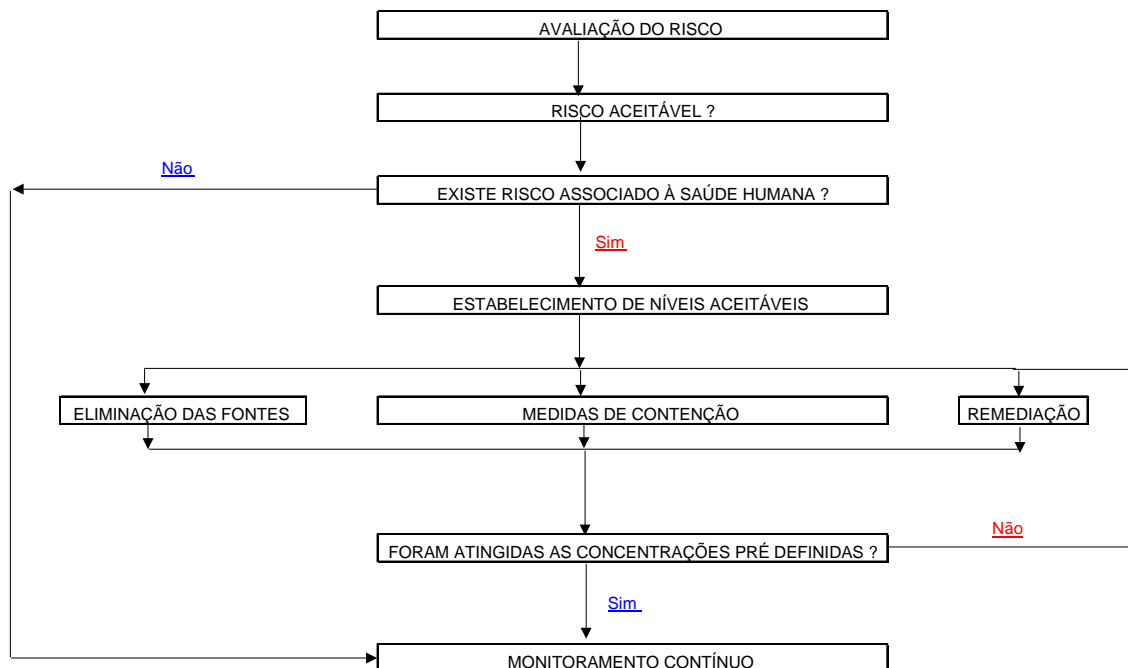 AVALIAÇÃO DO RISCO
RISCO ACEITÁVEL ?
Não
EXISTE RISCO ASSOCIADO À SAÚDE HUMANA ?
Sim
ESTABELECIMENTO DE NÍVEIS ACEITÁVEIS
ELIMINAÇÃO DAS FONTES
MEDIDAS DE CONTENÇÃO
REMEDIAÇÃO
Não
FORAM ATINGIDAS AS CONCENTRAÇÕES PRÉ DEFINIDAS ?
Sim
MONITORAMENTO CONTÍNUO